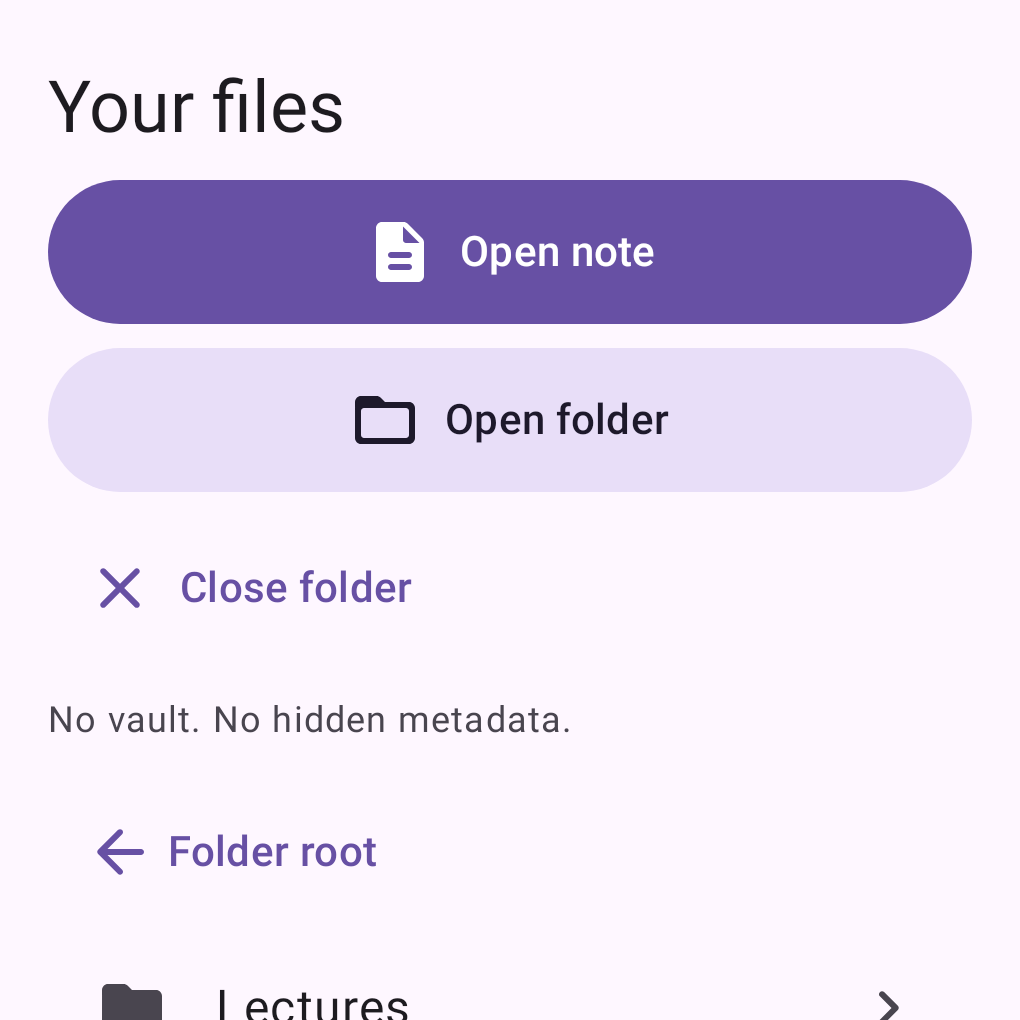 Your files
Open note
Open folder
Close folder
No vault. No hidden metadata.
Folder root
Lectures